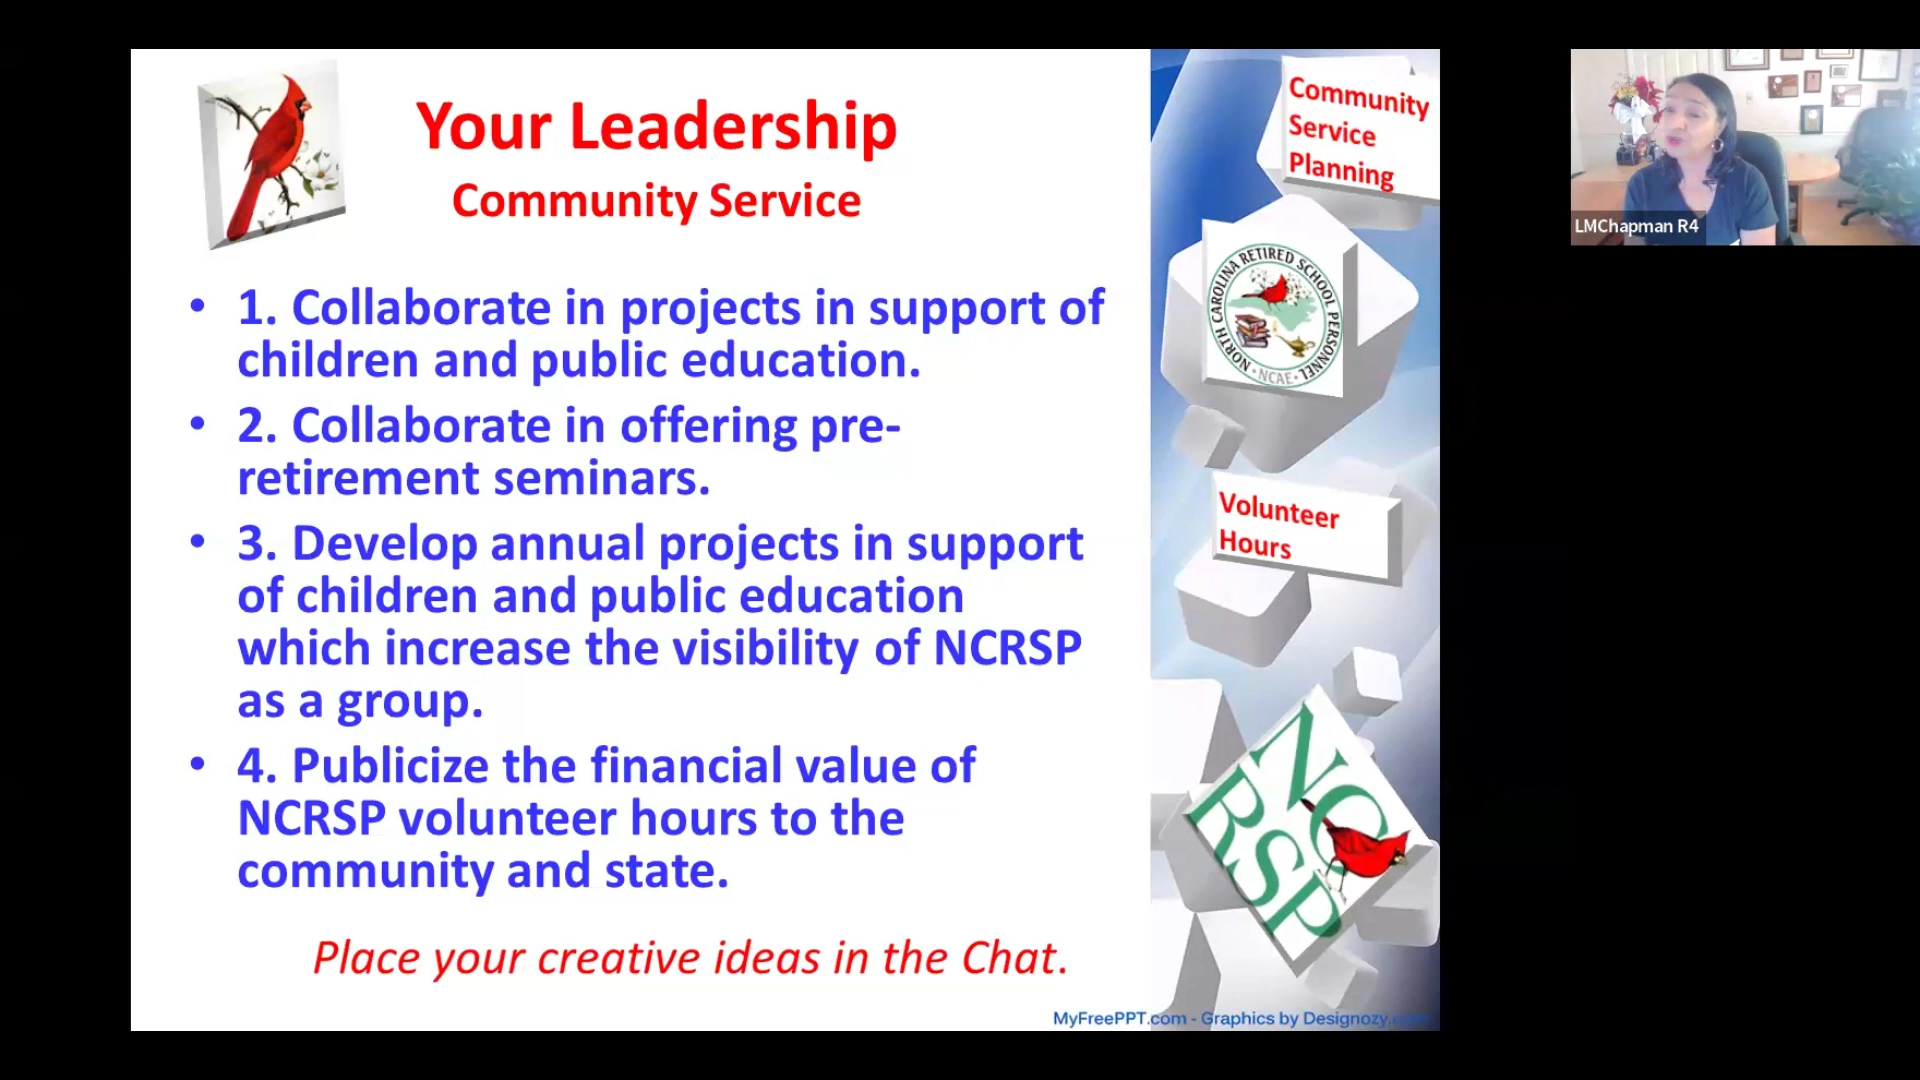 Your Leadership
Community Service
• 1. Collaborate in projects in support of
children and public education.
• 2. Collaborate in offering pre-
retirement seminars.
• 3. Develop annual projects in support
of children and public education
which increase the visibility of NCRSP
as a group.
• 4. Publicize the financial value of
NCRSP volunteer hours to the
community and state.
Place your creative ideas in the Chat.
Community
Service
Planning
NORTH CAROLINA RETIRED SCHOOL PERSONNEL
• NCAE •
Volunteer
Hours
NC
RSP
MyFreePPT.com - Graphics by Designozy
LMChapman R4